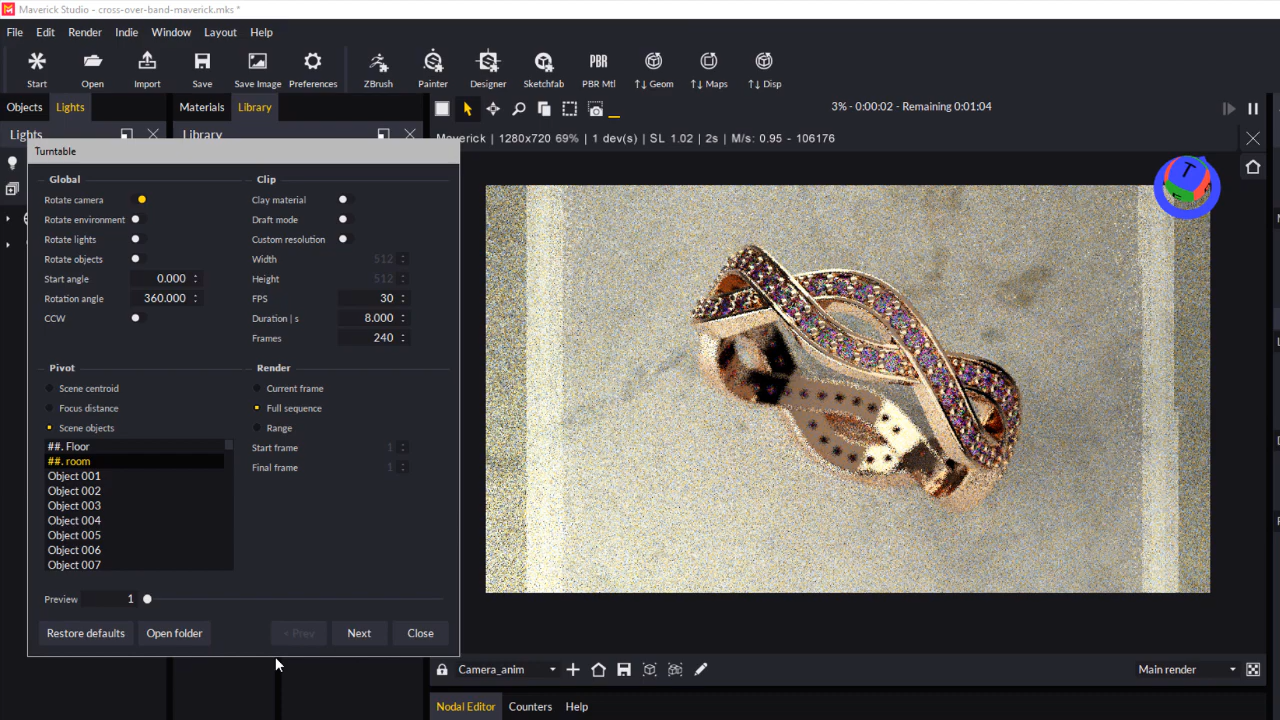 Maverick Studio - cross-over-band-maverick.mks *
File Edit Render Indie Window Layout Help
Start Open Import Save Save Image Preferences ZBrush Painter Designer Sketchfab PBR PBR Mtl ↑↓ Geom ↑↓ Maps ↑↓ Disp
Objects Lights Materials Library 3% - 0:00:02 - Remaining 0:01:04
Lights Library Maverick | 1280x720 69% | 1 dev(s) | SL 1.02 | 2s | M/s: 0.95 - 106176
Turntable
Global Clip
Rotate camera Clay material
Rotate environment Draft mode
Rotate lights Custom resolution
Rotate objects Width 512
Start angle 0.000 Height 512
Rotation angle 360.000 FPS 30
CCW Duration | s 8.000
Frames 240
Pivot Render
Scene centroid Current frame
Focus distance Full sequence
Scene objects Range
##. Floor Start frame 1
##. room Final frame 1
Object 001
Object 002
Object 003
Object 004
Object 005
Object 006
Object 007
Preview 1
Restore defaults Open folder < Prev Next Close
Camera_anim Main render
Nodal Editor Counters Help
T